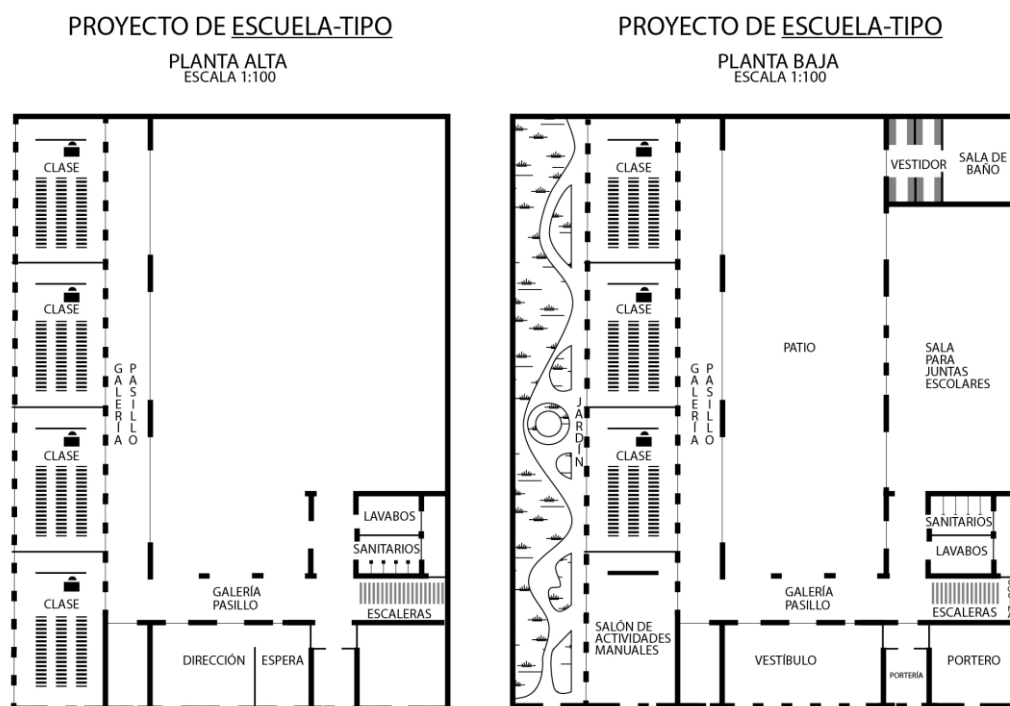 PROYECTO DE ESCUELA-TIPO
PLANTA ALTA
ESCALA 1:100
CLASE
CLASE
CLASE
CLASE
GALERÍA
PASILLO
LAVABOS
SANITARIOS
GALERÍA
PASILLO
ESCALERAS
DIRECCIÓN
ESPERA
PROYECTO DE ESCUELA-TIPO
PLANTA BAJA
ESCALA 1:100
CLASE
CLASE
CLASE
JARDÍN
GALERÍA
PASILLO
PATIO
VESTIDOR
SALA DE
BAÑO
SALA
PARA
JUNTAS
ESCOLARES
SANITARIOS
LAVABOS
GALERÍA
PASILLO
ESCALERAS
SALÓN DE
ACTIVIDADES
MANUALES
VESTÍBULO
PORTERÍA
PORTERO